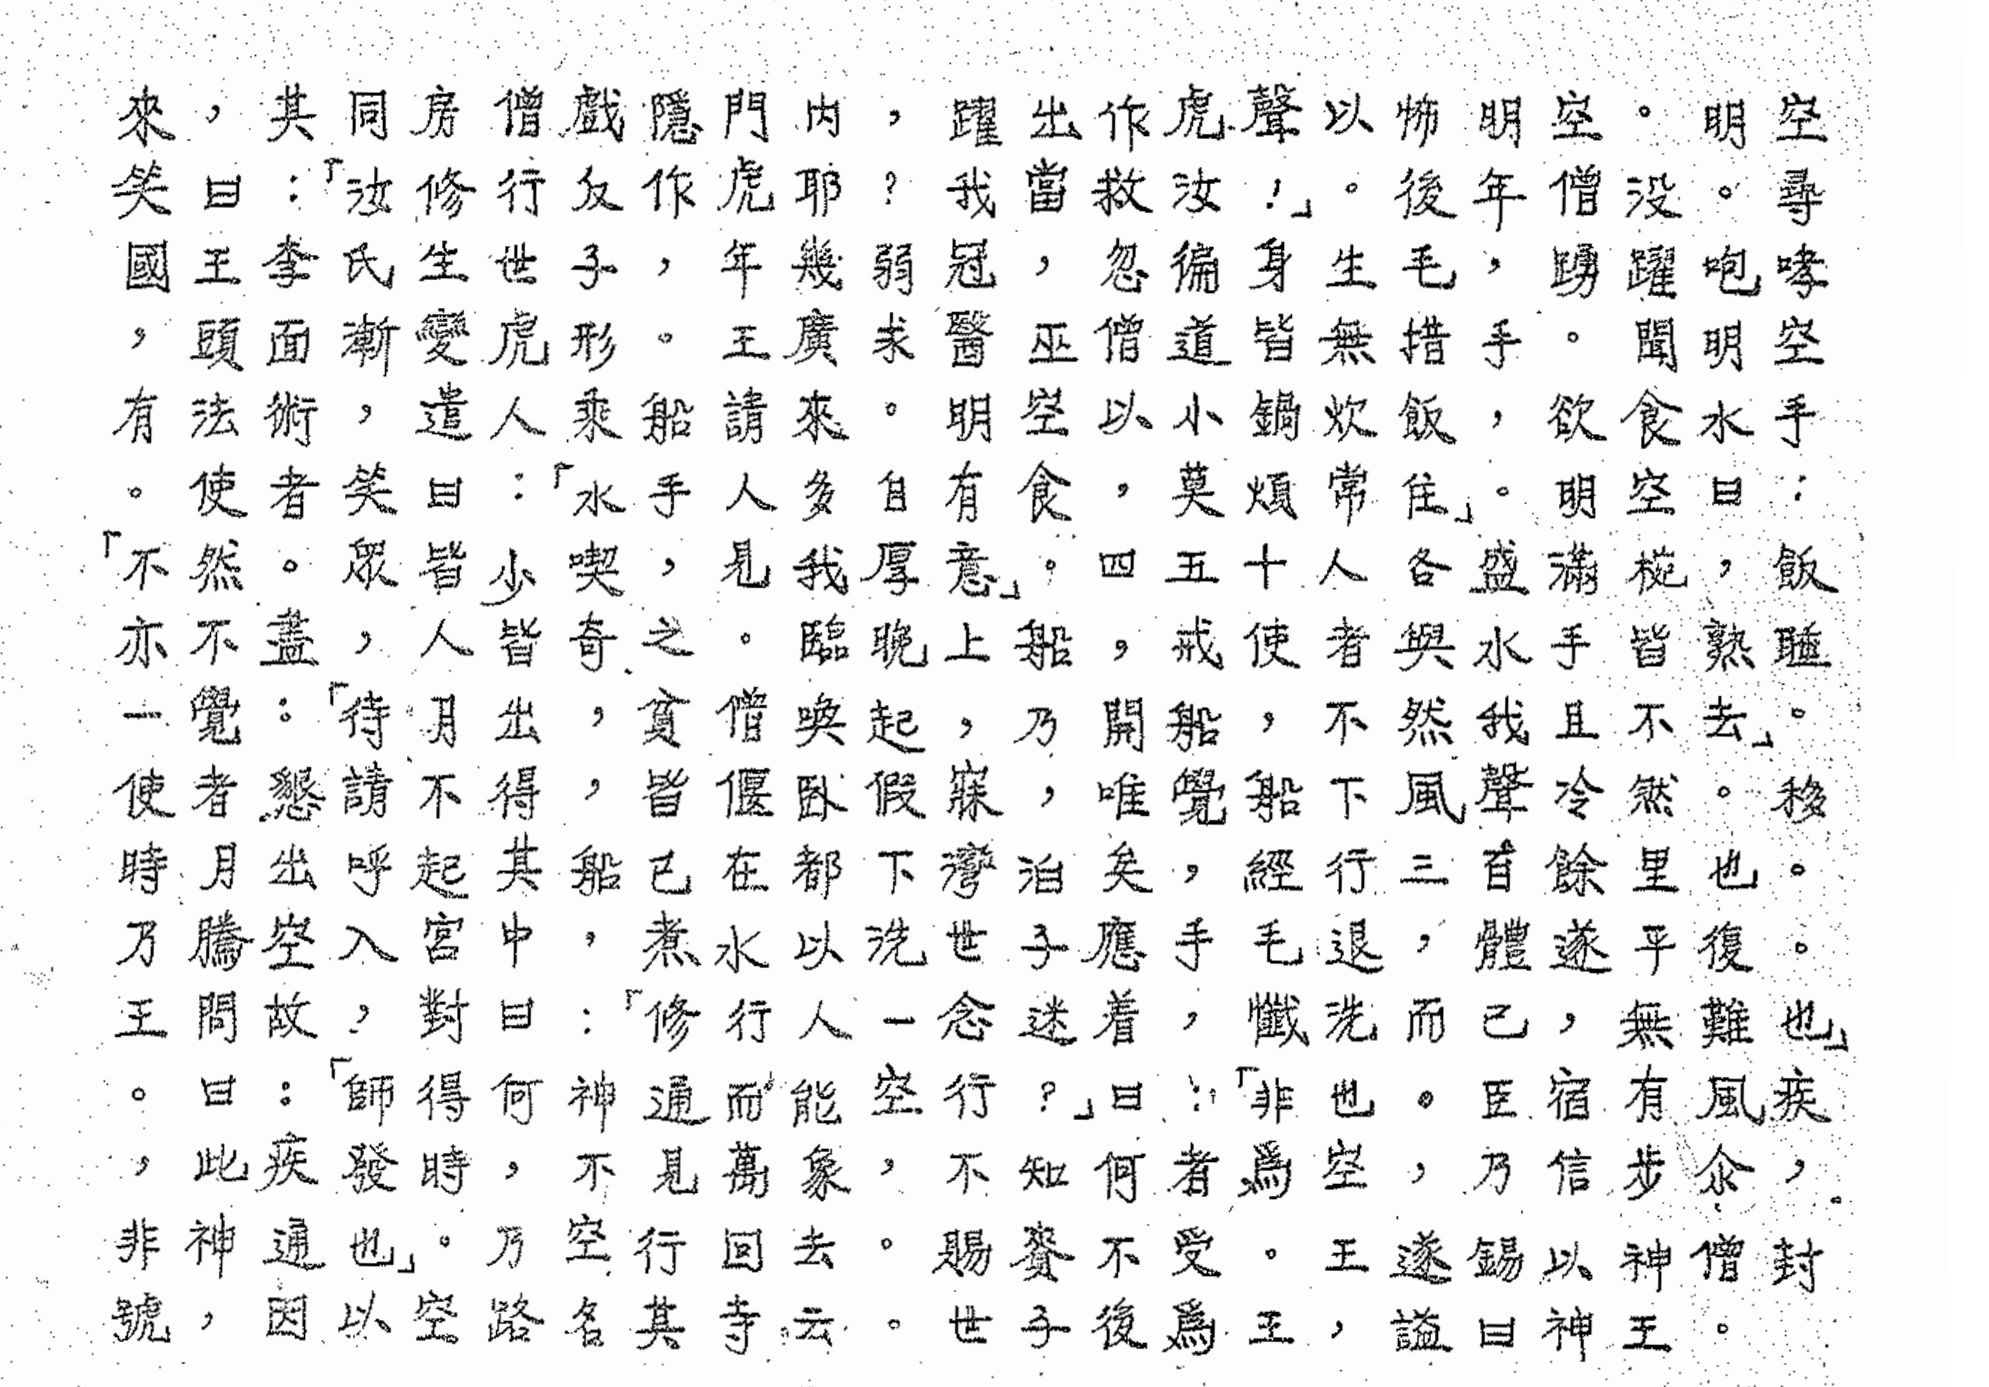 來,其同房僧戲隱門内,躍出作虎聲以怖明空。明空
笑曰:「汝修行反作虎耶?我當救汝!」。後年僧没。尋
國王李氏生世子,年幾弱冠,忽徧身生毛,踴躍咆哮
,頭面漸變虎形。王廣求醫巫僧道皆無措手。聞明空
有法術,遣人乘船請來。明空以小鍋炊飯,欲食水手
。使者笑曰:「水手人多自有食,莫煩常住」。明空曰:
「不然。眾皆少喫,見我厚意」。四五十人各盛滿椀,飯
亦不盡,人皆奇之。臨晚上船,戒使者與水手皆熟睡
一覺:「待月出,貧僧喚起,乃開船,不然我且不去」。
使者懇請不得,皆偃臥假寐,唯覺船下風聲冷然。移
時月出呼起其船已在都下灣泊矣,經行三百餘里也。
乃騰空入宮中,煮水以洗世子,應手毛退,體遂平復。
王問故,對曰:「修行人一念迷着,懺洗而已,無難也」
。曰:「師得何神通而能空行?」曰:「非也。臣宿有風疾
,此疾發時,不見萬象,不知何者爲空,乃信步企,
非神通也」。乃空行回去。賜賚不受。王遂錫以神僧封
號,因以空路名其寺云。世子後爲王,謚曰神王。